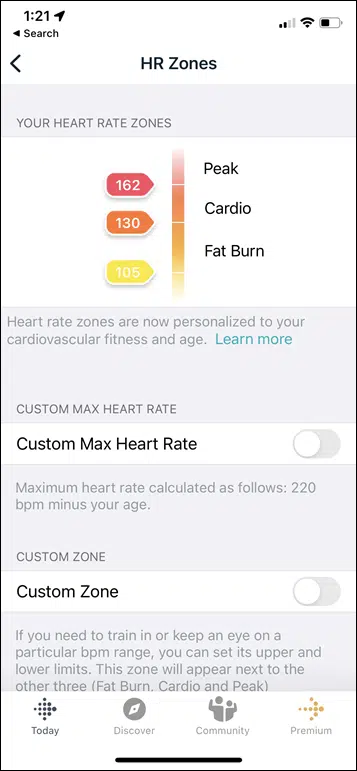 1:21
Search
HR Zones
YOUR HEART RATE ZONES
Peak
162
Cardio
130
Fat Burn
105
Heart rate zones are now personalized to your
cardiovascular fitness and age. Learn more
CUSTOM MAX HEART RATE
Custom Max Heart Rate
Maximum heart rate calculated as follows: 220
bpm minus your age.
CUSTOM ZONE
Custom Zone
If you need to train in or keep an eye on a
particular bpm range, you can set its upper and
lower limits. This zone will appear next to the
other three (Fat Burn, Cardio and Peak)
Today
Discover
Community
Premium